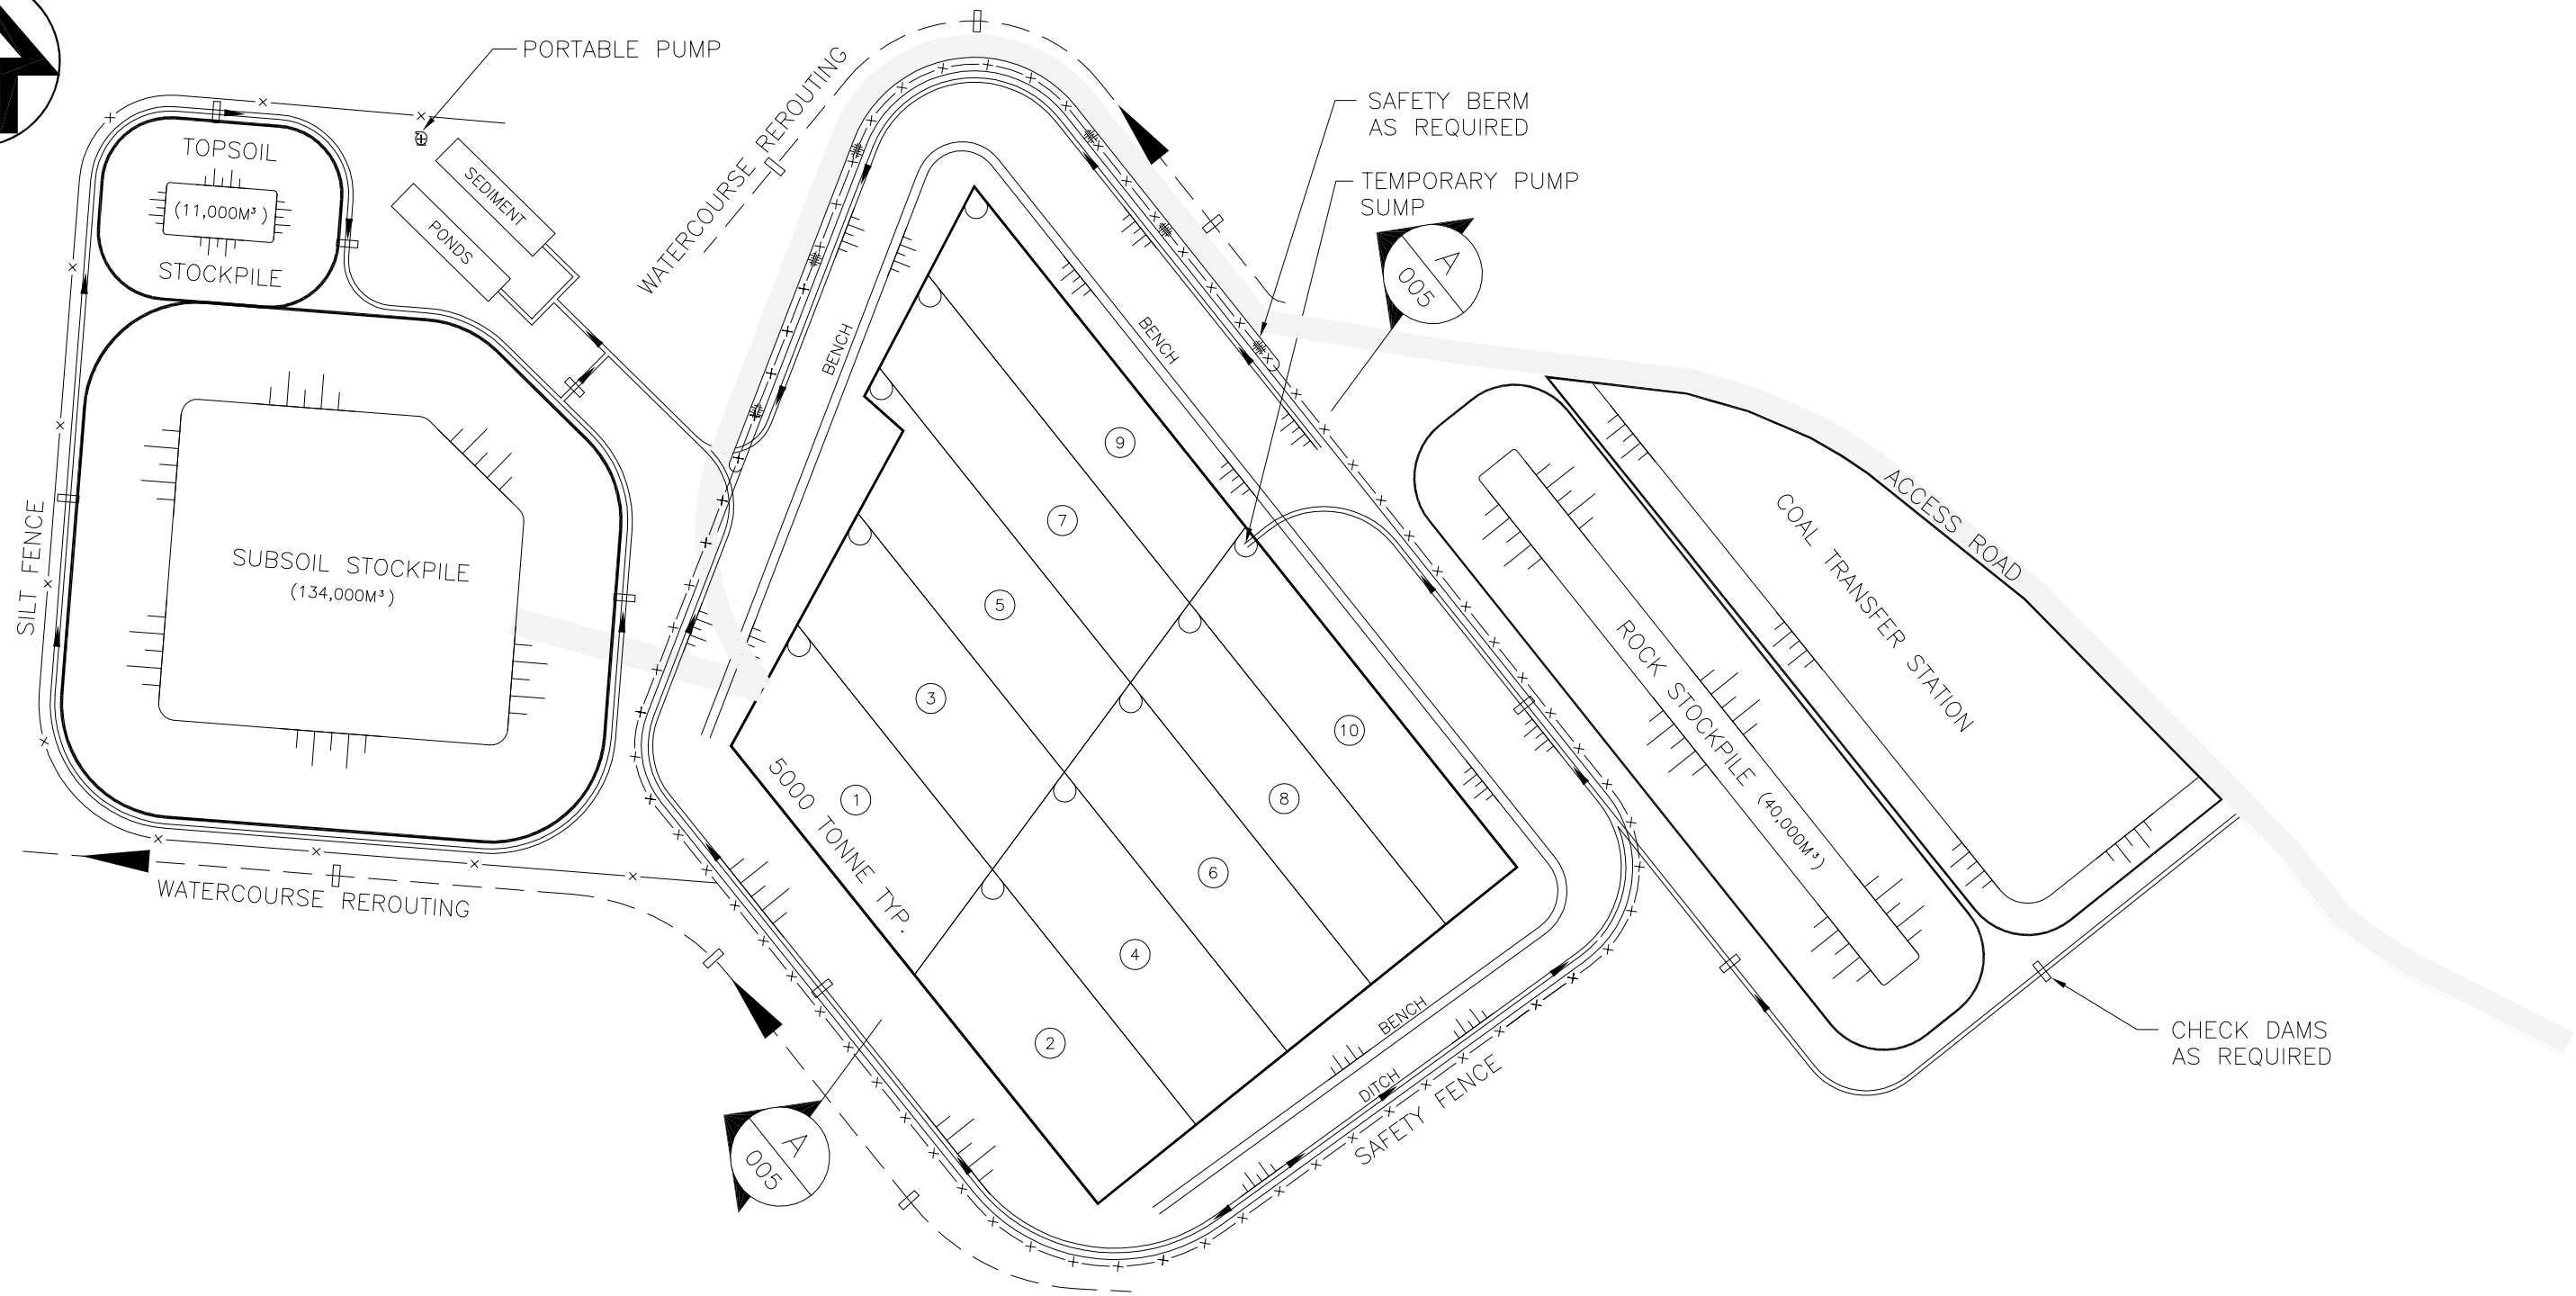 PORTABLE PUMP
WATERCOURSE REROUTING
SAFETY BERM
AS REQUIRED
TEMPORARY PUMP
SUMP
A
005
TOPSOIL
(11,000M³)
STOCKPILE
SEDIMENT
PONDS
BENCH
BENCH
SILT FENCE
SUBSOIL STOCKPILE
(134,000M³)
9
7
5
3
1
10
8
6
4
2
5000 TONNE TYP.
ACCESS ROAD
COAL TRANSFER STATION
ROCK STOCKPILE (40,000M³)
WATERCOURSE REROUTING
BENCH
DITCH
SAFETY FENCE
CHECK DAMS
AS REQUIRED
A
005